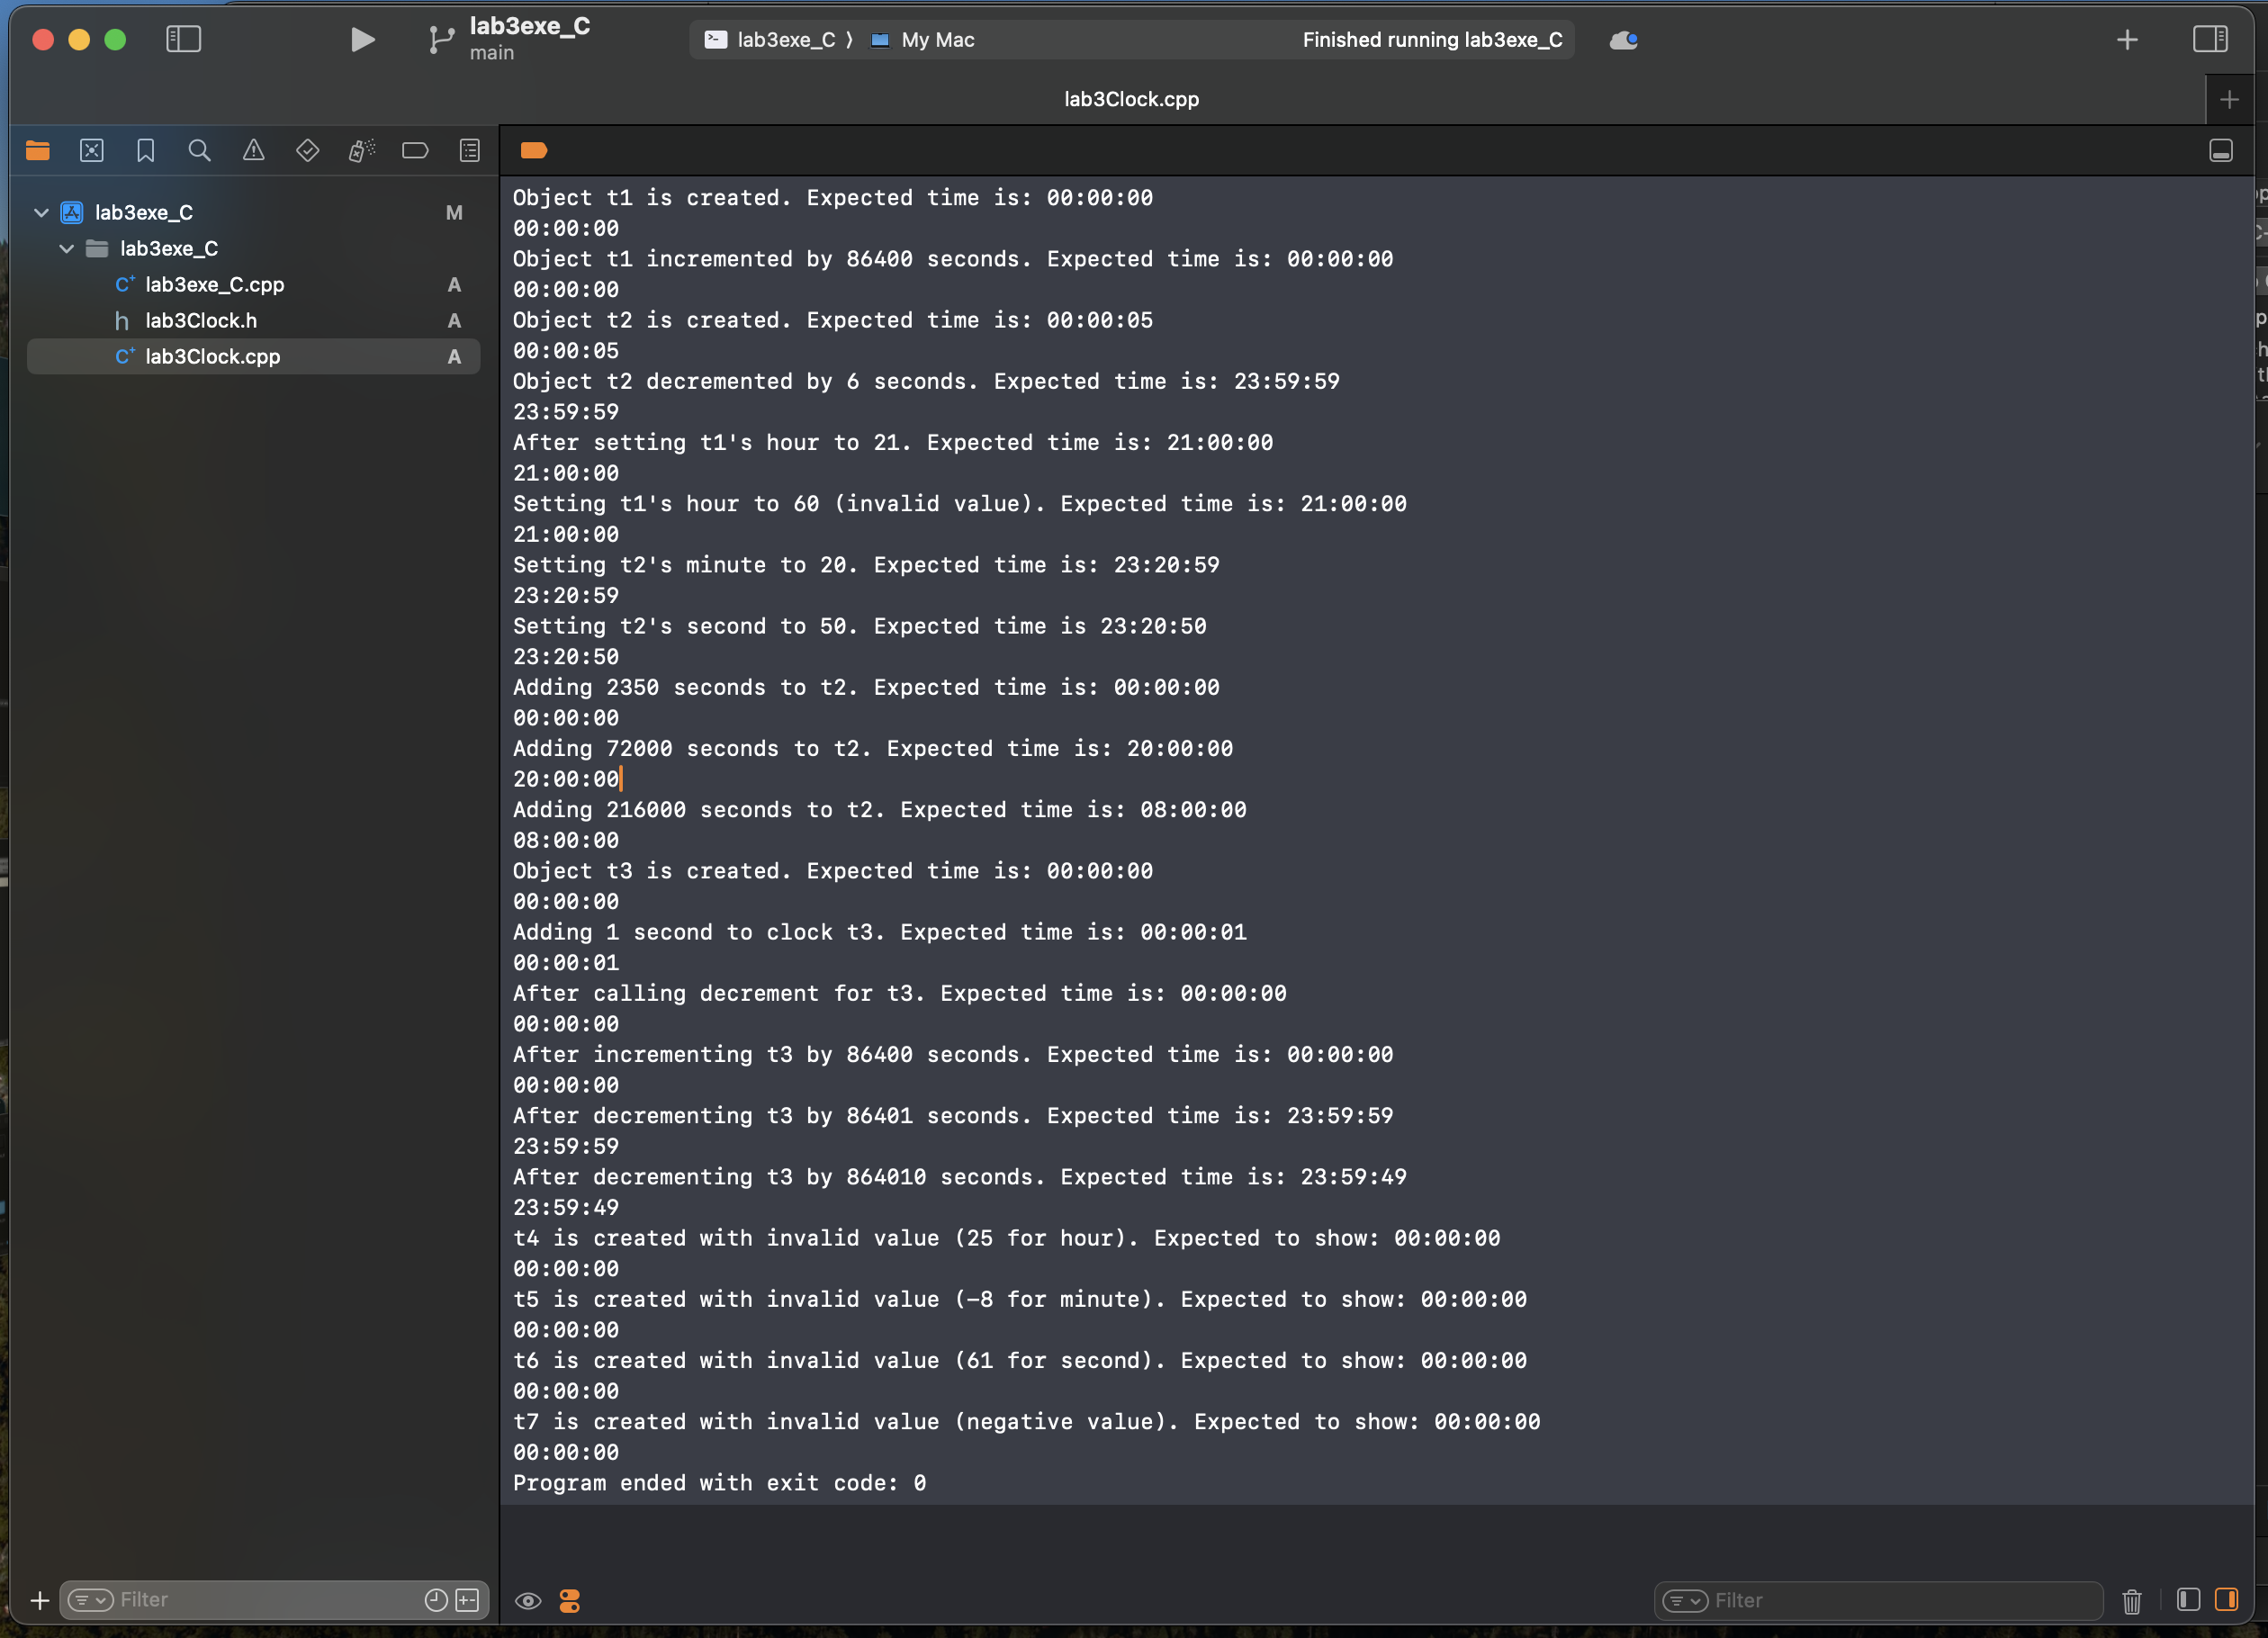 lab3exe_C
main
lab3exe_C ⟩ My Mac
Finished running lab3exe_C
lab3Clock.cpp
lab3exe_C M
lab3exe_C
lab3exe_C.cpp A
h lab3Clock.h A
lab3Clock.cpp A
Object t1 is created. Expected time is: 00:00:00
00:00:00
Object t1 incremented by 86400 seconds. Expected time is: 00:00:00
00:00:00
Object t2 is created. Expected time is: 00:00:05
00:00:05
Object t2 decremented by 6 seconds. Expected time is: 23:59:59
23:59:59
After setting t1's hour to 21. Expected time is: 21:00:00
21:00:00
Setting t1's hour to 60 (invalid value). Expected time is: 21:00:00
21:00:00
Setting t2's minute to 20. Expected time is: 23:20:59
23:20:59
Setting t2's second to 50. Expected time is 23:20:50
23:20:50
Adding 2350 seconds to t2. Expected time is: 00:00:00
00:00:00
Adding 72000 seconds to t2. Expected time is: 20:00:00
20:00:00
Adding 216000 seconds to t2. Expected time is: 08:00:00
08:00:00
Object t3 is created. Expected time is: 00:00:00
00:00:00
Adding 1 second to clock t3. Expected time is: 00:00:01
00:00:01
After calling decrement for t3. Expected time is: 00:00:00
00:00:00
After incrementing t3 by 86400 seconds. Expected time is: 00:00:00
00:00:00
After decrementing t3 by 86401 seconds. Expected time is: 23:59:59
23:59:59
After decrementing t3 by 864010 seconds. Expected time is: 23:59:49
23:59:49
t4 is created with invalid value (25 for hour). Expected to show: 00:00:00
00:00:00
t5 is created with invalid value (-8 for minute). Expected to show: 00:00:00
00:00:00
t6 is created with invalid value (61 for second). Expected to show: 00:00:00
00:00:00
t7 is created with invalid value (negative value). Expected to show: 00:00:00
00:00:00
Program ended with exit code: 0
Filter
Filter